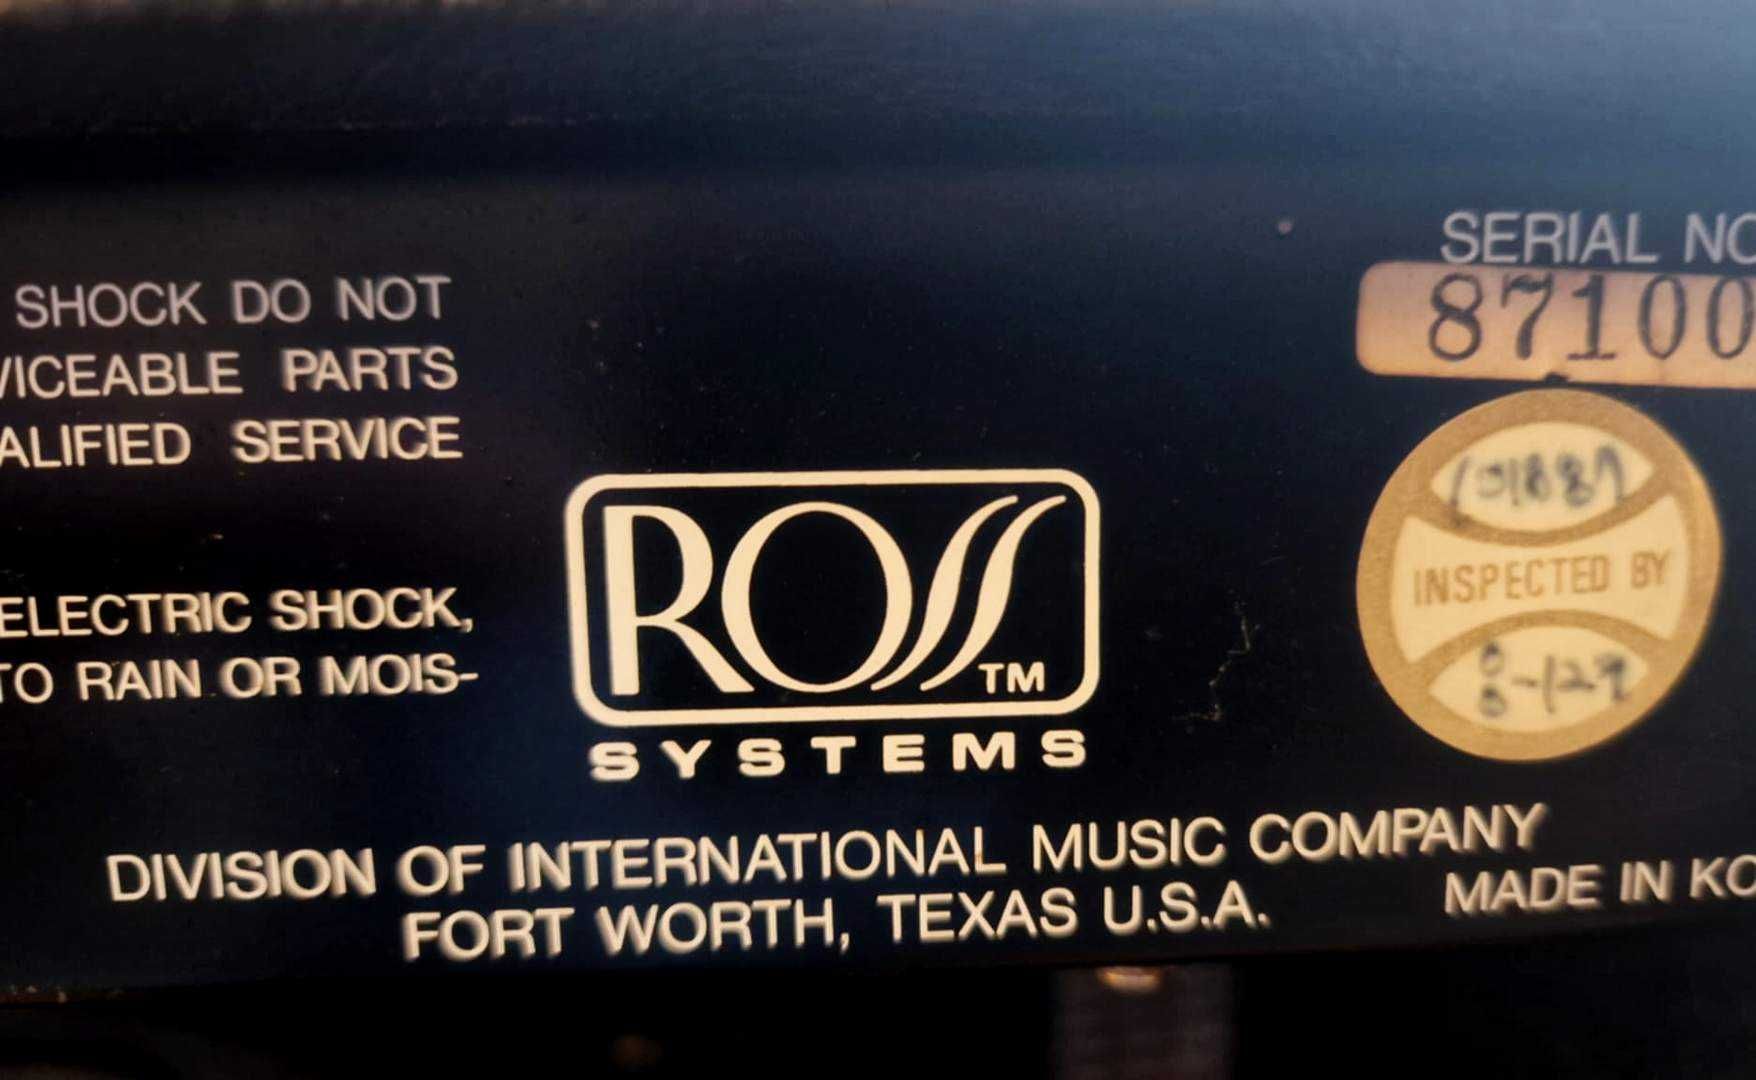 SHOCK DO NOT
VICEABLE PARTS
ALIFIED SERVICE
ELECTRIC SHOCK,
TO RAIN OR MOIS-
ROSS TM
SYSTEMS
DIVISION OF INTERNATIONAL MUSIC COMPANY
FORT WORTH, TEXAS U.S.A.
SERIAL NO
87100
INSPECTED BY
MADE IN KO